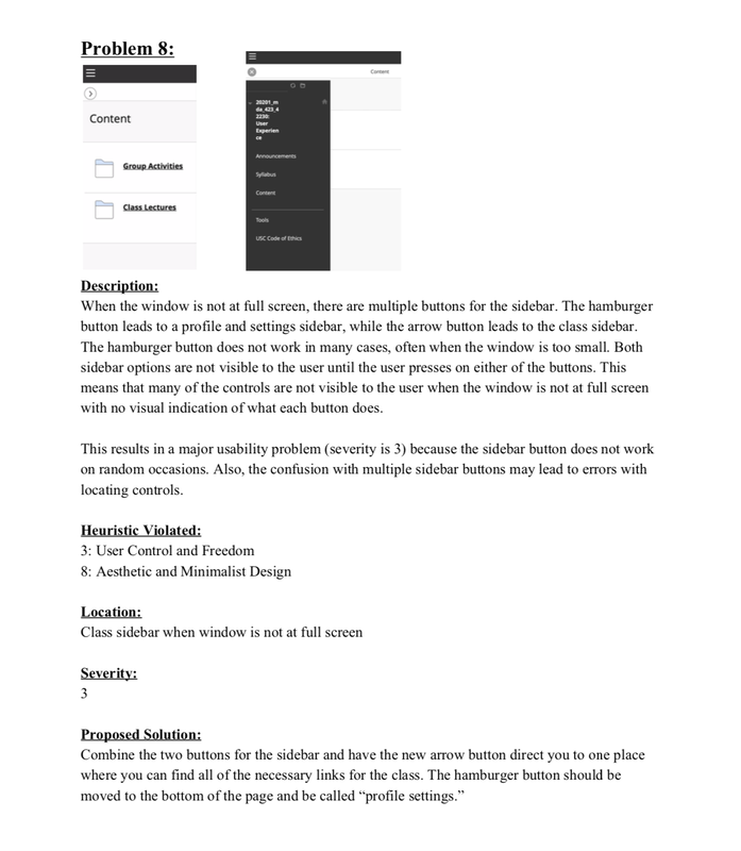 Problem 8:
Content
Group Activities
Class Lectures
Content
20201_m
da_423_4
2230:
User
Experien
ce
Announcements
Syllabus
Content
Tools
USC Code of Ethics
Description:
When the window is not at full screen, there are multiple buttons for the sidebar. The hamburger
button leads to a profile and settings sidebar, while the arrow button leads to the class sidebar.
The hamburger button does not work in many cases, often when the window is too small. Both
sidebar options are not visible to the user until the user presses on either of the buttons. This
means that many of the controls are not visible to the user when the window is not at full screen
with no visual indication of what each button does.
This results in a major usability problem (severity is 3) because the sidebar button does not work
on random occasions. Also, the confusion with multiple sidebar buttons may lead to errors with
locating controls.
Heuristic Violated:
3: User Control and Freedom
8: Aesthetic and Minimalist Design
Location:
Class sidebar when window is not at full screen
Severity:
3
Proposed Solution:
Combine the two buttons for the sidebar and have the new arrow button direct you to one place
where you can find all of the necessary links for the class. The hamburger button should be
moved to the bottom of the page and be called “profile settings.”